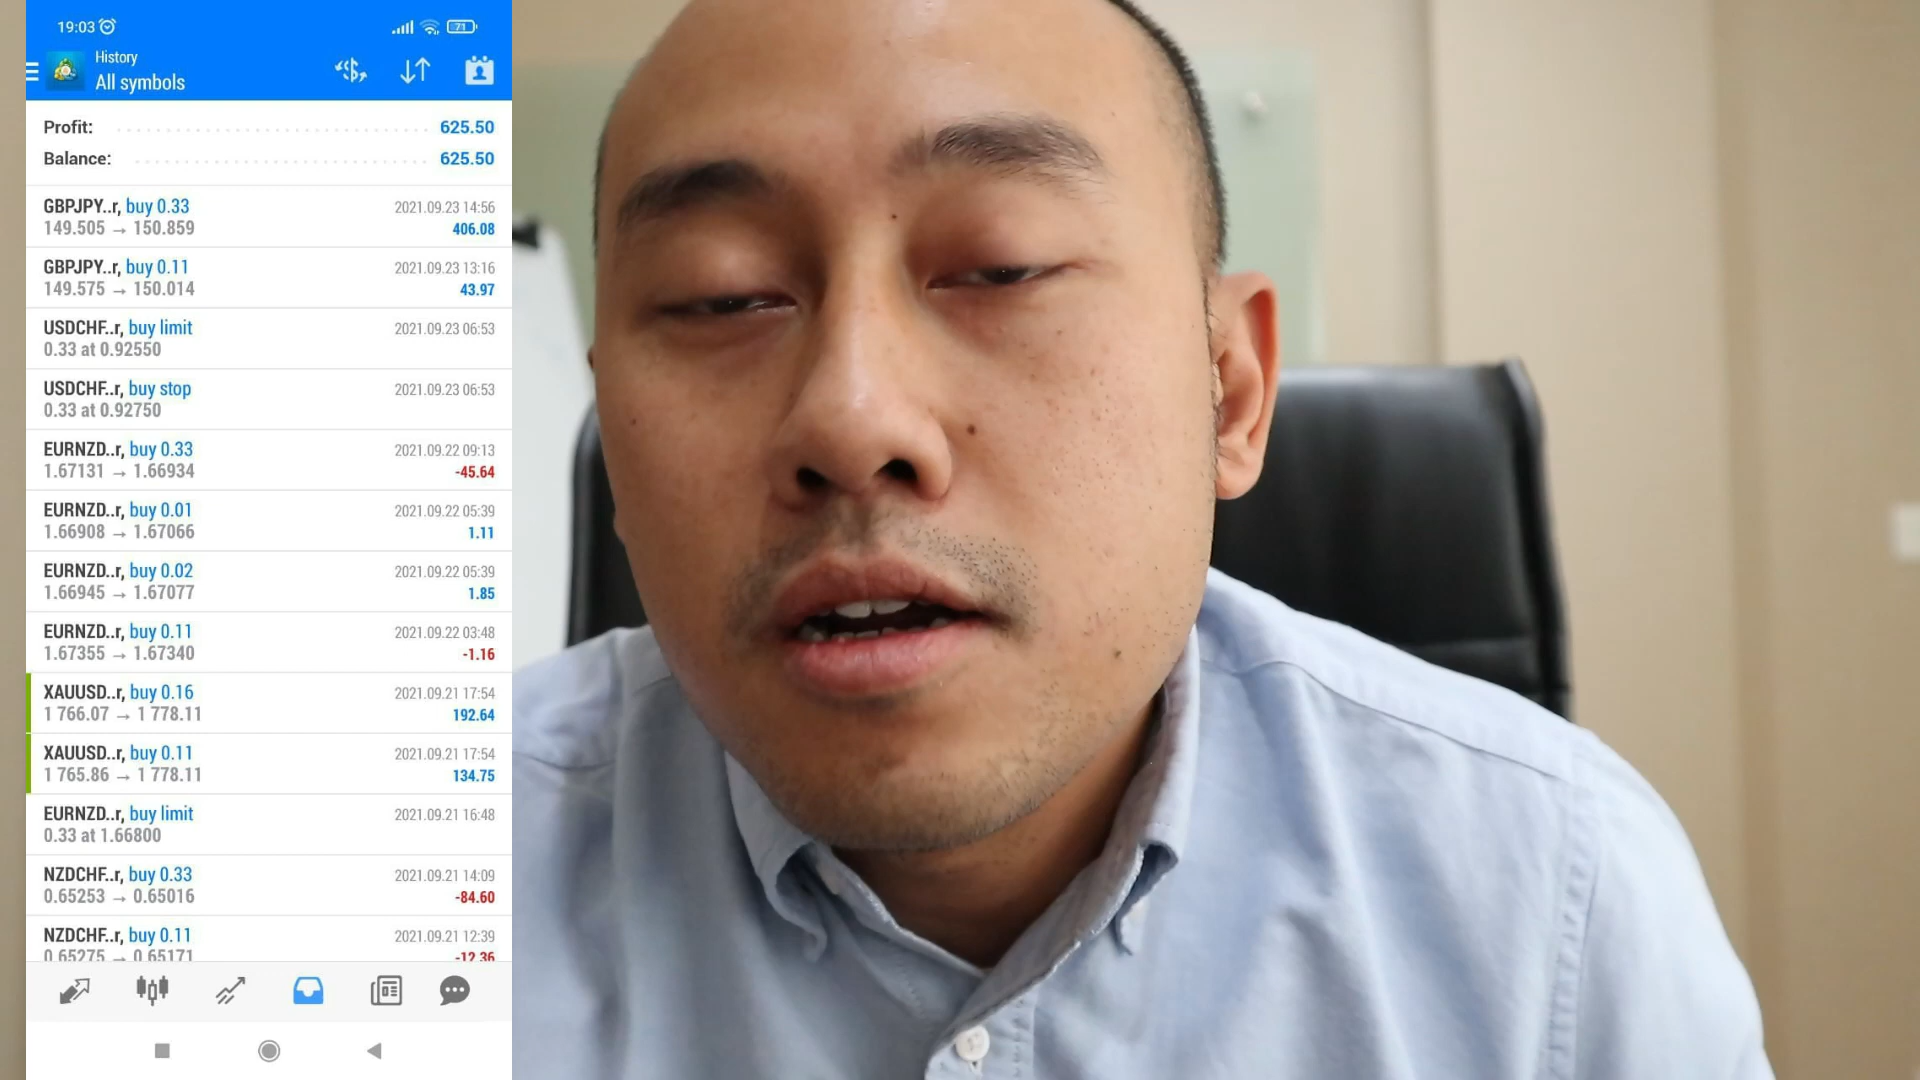 19:03
71
History
All symbols
Profit: 625.50
Balance: 625.50
GBPJPY..r, buy 0.33 2021.09.23 14:56
149.505 → 150.859 406.08
GBPJPY..r, buy 0.11 2021.09.23 13:16
149.575 → 150.014 43.97
USDCHF..r, buy limit 2021.09.23 06:53
0.33 at 0.92550
USDCHF..r, buy stop 2021.09.23 06:53
0.33 at 0.92750
EURNZD..r, buy 0.33 2021.09.22 09:13
1.67131 → 1.66934 -45.64
EURNZD..r, buy 0.01 2021.09.22 05:39
1.66908 → 1.67066 1.11
EURNZD..r, buy 0.02 2021.09.22 05:39
1.66945 → 1.67077 1.85
EURNZD..r, buy 0.11 2021.09.22 03:48
1.67355 → 1.67340 -1.16
XAUUSD..r, buy 0.16 2021.09.21 17:54
1 766.07 → 1 778.11 192.64
XAUUSD..r, buy 0.11 2021.09.21 17:54
1 765.86 → 1 778.11 134.75
EURNZD..r, buy limit 2021.09.21 16:48
0.33 at 1.66800
NZDCHF..r, buy 0.33 2021.09.21 14:09
0.65253 → 0.65016 -84.60
NZDCHF..r, buy 0.11 2021.09.21 12:39
0.65275 → 0.65171 -12.36